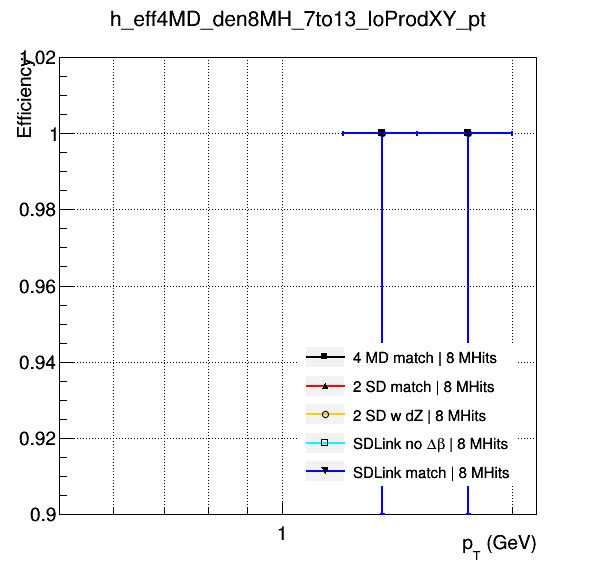 h_eff4MD_den8MH_7to13_loProdXY_pt
Efficiency
1.02
1
0.98
0.96
0.94
0.92
0.9
4 MD match | 8 MHits
2 SD match | 8 MHits
2 SD w dZ | 8 MHits
SDLink no Δβ | 8 MHits
SDLink match | 8 MHits
1
p_T (GeV)